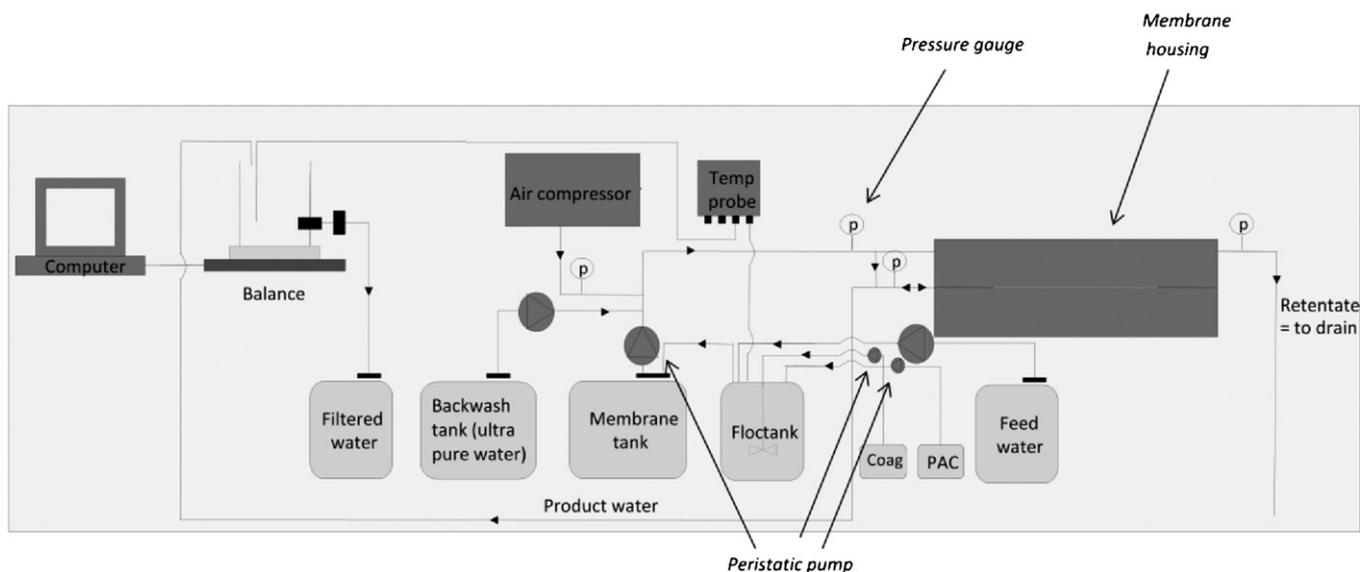 Membrane
housing
Pressure gauge
p
p
p
p
Air compressor
Temp
probe
Computer
Balance
Retentate
= to drain
Filtered
water
Backwash
tank (ultra
pure water)
Membrane
tank
Floctank
Coag
PAC
Feed
water
Product water
Peristatic pump